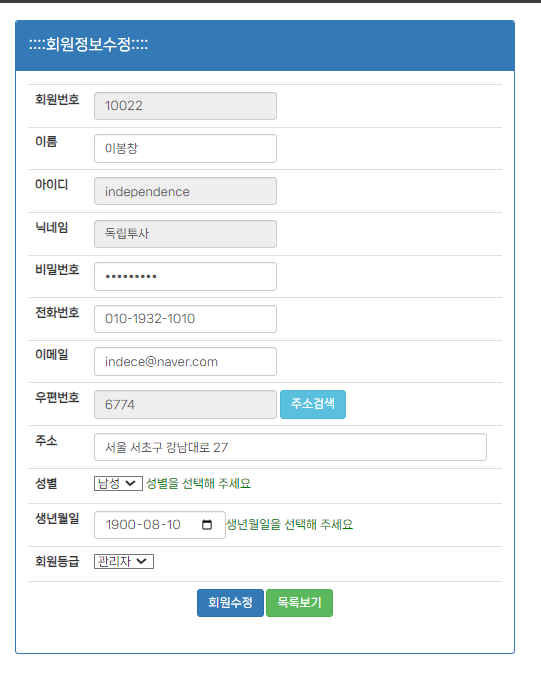 ::::회원정보수정::::
회원번호 10022
이름 이봉창
아이디 independence
닉네임 독립투사
비밀번호 •••••••••
전화번호 010-1932-1010
이메일 indece@naver.com
우편번호 6774 주소검색
주소 서울 서초구 강남대로 27
성별 남성 성별을 선택해 주세요
생년월일 1900-08-10 생년월일을 선택해 주세요
회원등급 관리자
회원수정 목록보기